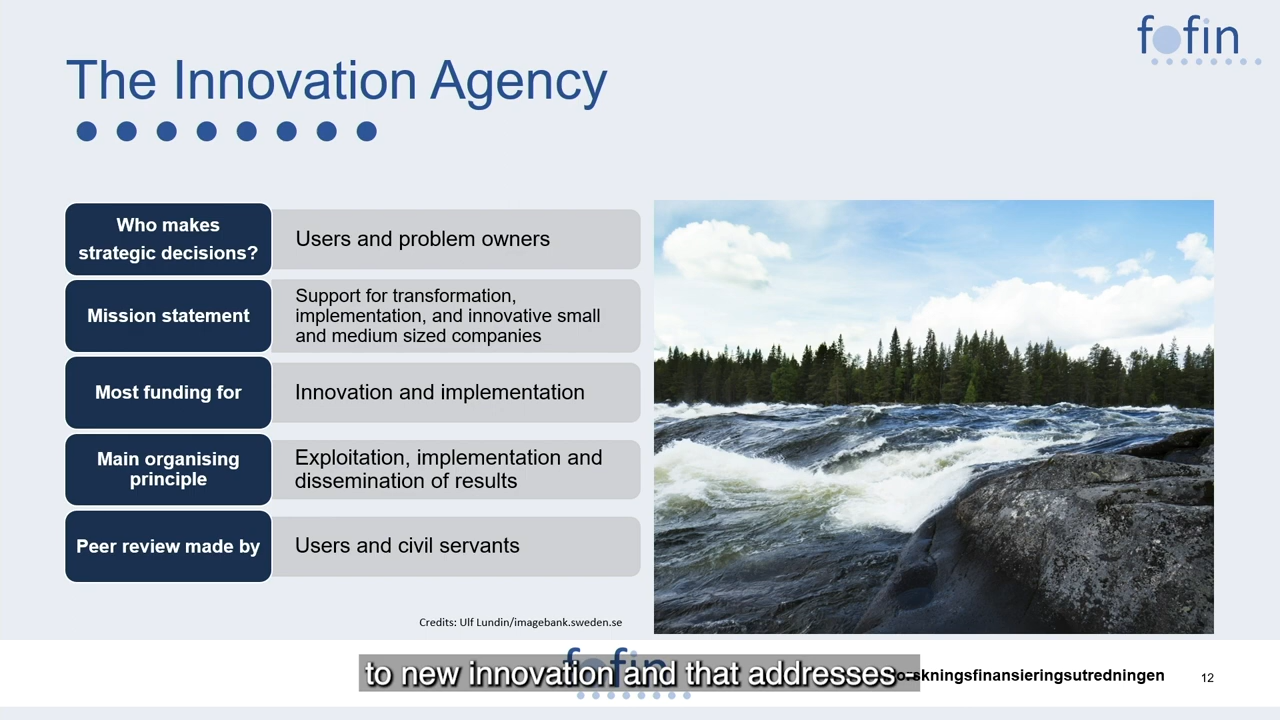 fofin
The Innovation Agency
Who makes
strategic decisions?
Users and problem owners
Mission statement
Support for transformation,
implementation, and innovative small
and medium sized companies
Most funding for
Innovation and implementation
Main organising
principle
Exploitation, implementation and
dissemination of results
Peer review made by
Users and civil servants
Credits: Ulf Lundin/imagebank.sweden.se
fofin
to new innovation and that addresses
skningsfinansieringsutredningen
12